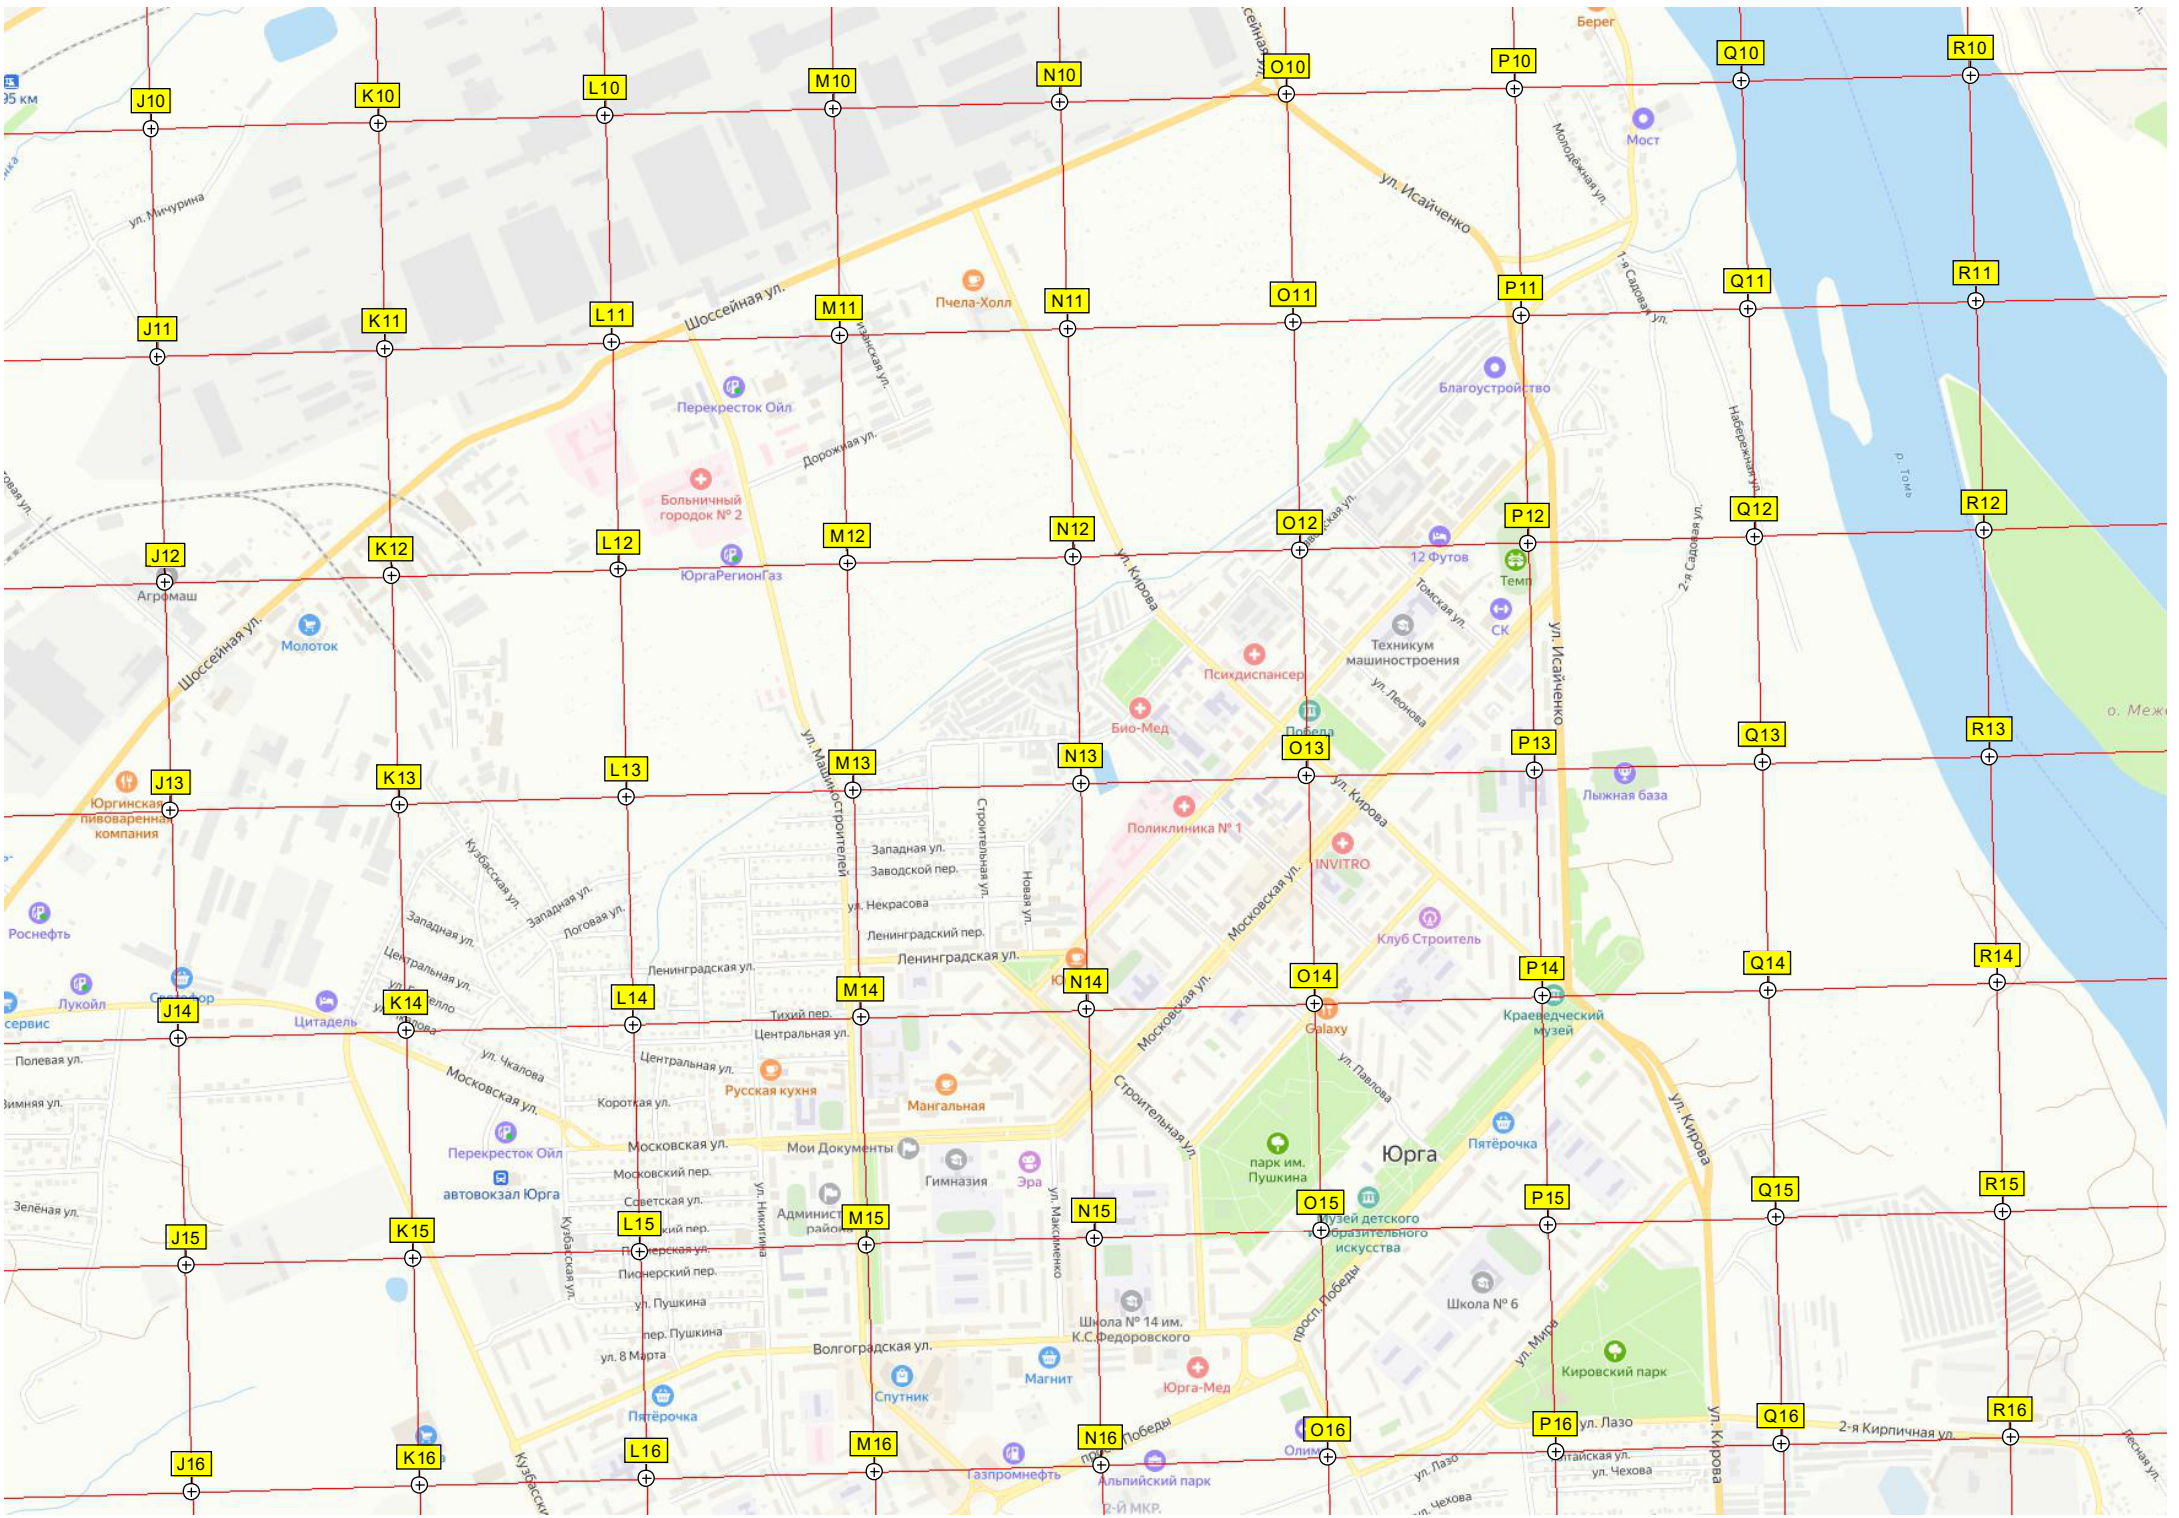 Берег
J10
K10
L10
M10
N10
O10
P10
Q10
R10
95 км
Мост
Молодёжная ул.
ул. Мичурина
ул. Исайченко
1-я Садовая ул.
Пчела-Холл
Шоссейная ул.
J11
K11
L11
M11
N11
O11
P11
Q11
R11
Перекресток Ойл
Благоустройство
Дорожная ул.
Набережная ул.
р. Томь
Больничный
городок № 2
J12
K12
L12
M12
N12
O12
P12
Q12
R12
Агромаш
ЮргаРегионГаз
ул. Кирова
12 Футов
Темп
Томская ул.
2-я Садовая ул.
СК
Молоток
Шоссейная ул.
Техникум
машиностроения
ул. Исайченко
Психдиспансер
ул. Леонова
Био-Мед
Победа
ул. Машиностроителей
J13
K13
L13
M13
N13
O13
P13
Q13
R13
Юргинская
пивоваренная
компания
Лыжная база
ул. Кирова
Поликлиника № 1
Строительная ул.
Западная ул.
Заводской пер.
INVITRO
Кузбасская ул.
Новая ул.
Московская ул.
ул. Некрасова
Западная ул.
Западная ул.
Логовая ул.
Роснефть
Ленинградский пер.
Клуб Строитель
Ленинградская ул.
Ленинградская ул.
Центральная ул.
Лукойл
Цитадель
сервис
J14
K14
L14
M14
N14
O14
P14
Q14
R14
Московская ул.
Тихий пер.
Центральная ул.
Galaxy
Краеведческий
музей
Полевая ул.
ул. Чкалова
Центральная ул.
ул. Павлова
Московская ул.
Русская кухня
Мангальная
Строительная ул.
Короткая ул.
ул. Кирова
Перекресток Ойл
Московская ул.
Мои Документы
Пятёрочка
Юрга
парк им.
Пушкина
Московский пер.
Гимназия
Эра
автовокзал Юрга
Советская ул.
Зелёная ул.
ул. Никитина
ул. Максименко
J15
K15
L15
M15
N15
O15
P15
Q15
R15
Музей детского
изобразительного
искусства
Пионерская ул.
Кузбасская ул.
Пионерский пер.
ул. Пушкина
просп. Победы
Школа № 6
Школа № 14 им.
К.С.Федоровского
пер. Пушкина
Волгоградская ул.
ул. 8 Марта
ул. Мира
Кировский парк
Магнит
Спутник
Юрга-Мед
Пятёрочка
J16
K16
L16
M16
N16
O16
P16
Q16
R16
ул. Лазо
ул. Кирова
2-я Кирпичная ул.
Лесная ул.
Газпромнефть
Альпийский парк
ул. Лазо
ул. Чехова
ул. Чехова
2-Й МКР.